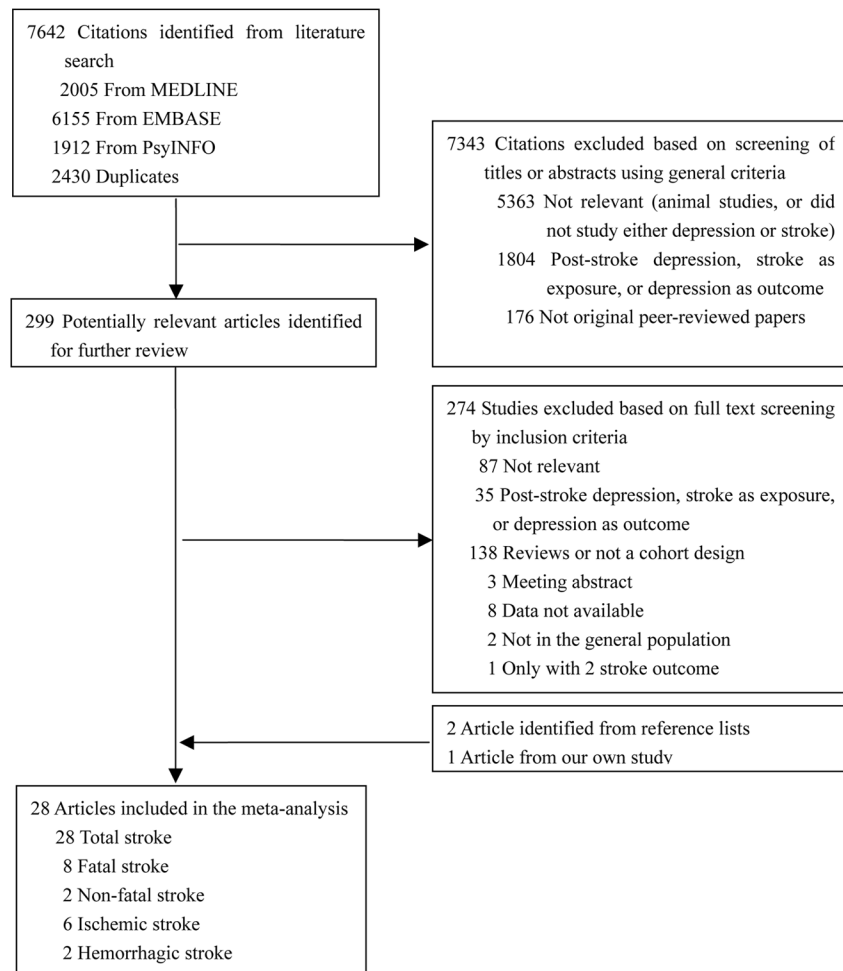 7642 Citations identified from literature
search
2005 From MEDLINE
6155 From EMBASE
1912 From PsyINFO
2430 Duplicates
7343 Citations excluded based on screening of
titles or abstracts using general criteria
5363 Not relevant (animal studies, or did
not study either depression or stroke)
1804 Post-stroke depression, stroke as
exposure, or depression as outcome
176 Not original peer-reviewed papers
299 Potentially relevant articles identified
for further review
274 Studies excluded based on full text screening
by inclusion criteria
87 Not relevant
35 Post-stroke depression, stroke as exposure,
or depression as outcome
138 Reviews or not a cohort design
3 Meeting abstract
8 Data not available
2 Not in the general population
1 Only with 2 stroke outcome
2 Article identified from reference lists
1 Article from our own study
28 Articles included in the meta-analysis
28 Total stroke
8 Fatal stroke
2 Non-fatal stroke
6 Ischemic stroke
2 Hemorrhagic stroke